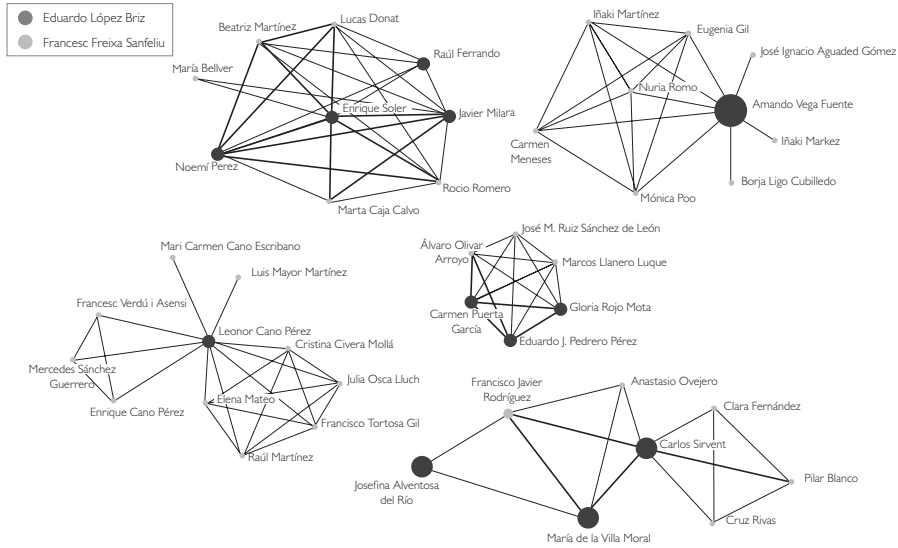 Eduardo López Briz
Francesc Freixa Sanfeliu
Lucas Donat
Beatriz Martínez
Raúl Ferrando
María Bellver
Enrique Soler
Javier Milara
Noemí Perez
Rocio Romero
Marta Caja Calvo
Iñaki Martínez
Eugenia Gil
José Ignacio Aguaded Gómez
Nuria Romo
Amando Vega Fuente
Carmen
Meneses
Iñaki Markez
Borja Ligo Cubilledo
Mónica Poo
Mari Carmen Cano Escribano
Luis Mayor Martínez
Francesc Verdú i Asensi
Leonor Cano Pérez
Cristina Civera Mollá
Mercedes Sánchez
Guerrero
Julia Osca Lluch
Enrique Cano Pérez
Elena Mateo
Francisco Tortosa Gil
Raúl Martínez
José M. Ruiz Sánchez de León
Álvaro Olivar
Arroyo
Marcos Llanero Luque
Carmen Puerta
García
Gloria Rojo Mota
Eduardo J. Pedrero Pérez
Francisco Javier
Rodríguez
Anastasio Ovejero
Clara Fernández
Carlos Sirvent
Josefina Alventosa
del Río
Pilar Blanco
Cruz Rivas
María de la Villa Moral